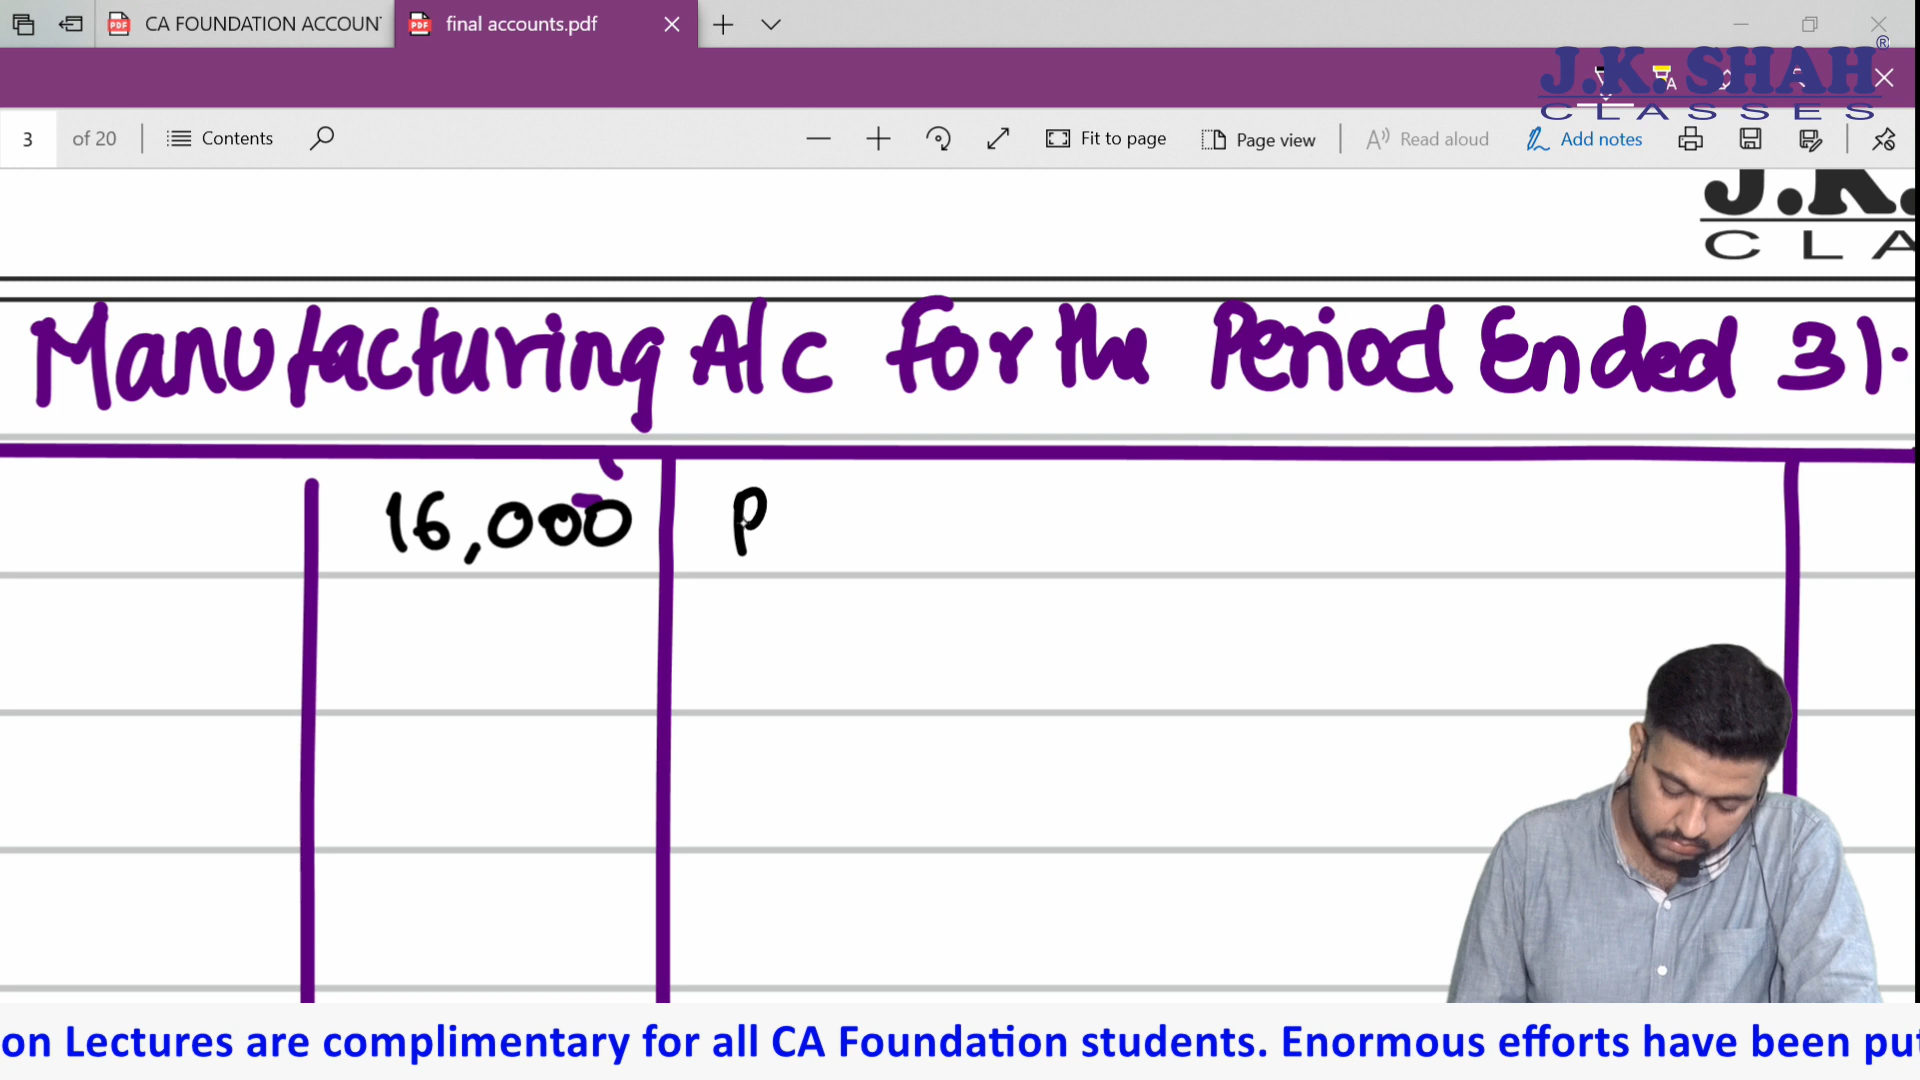 CA FOUNDATION ACCOUN
final accounts.pdf
J.K. SHAH®
CLASSES
3 of 20
Contents
Fit to page
Page view
Read aloud
Add notes
J.K.
CLA
Manufacturing A/c for the Period Ended 31.
16,000
P
on Lectures are complimentary for all CA Foundation students. Enormous efforts have been put